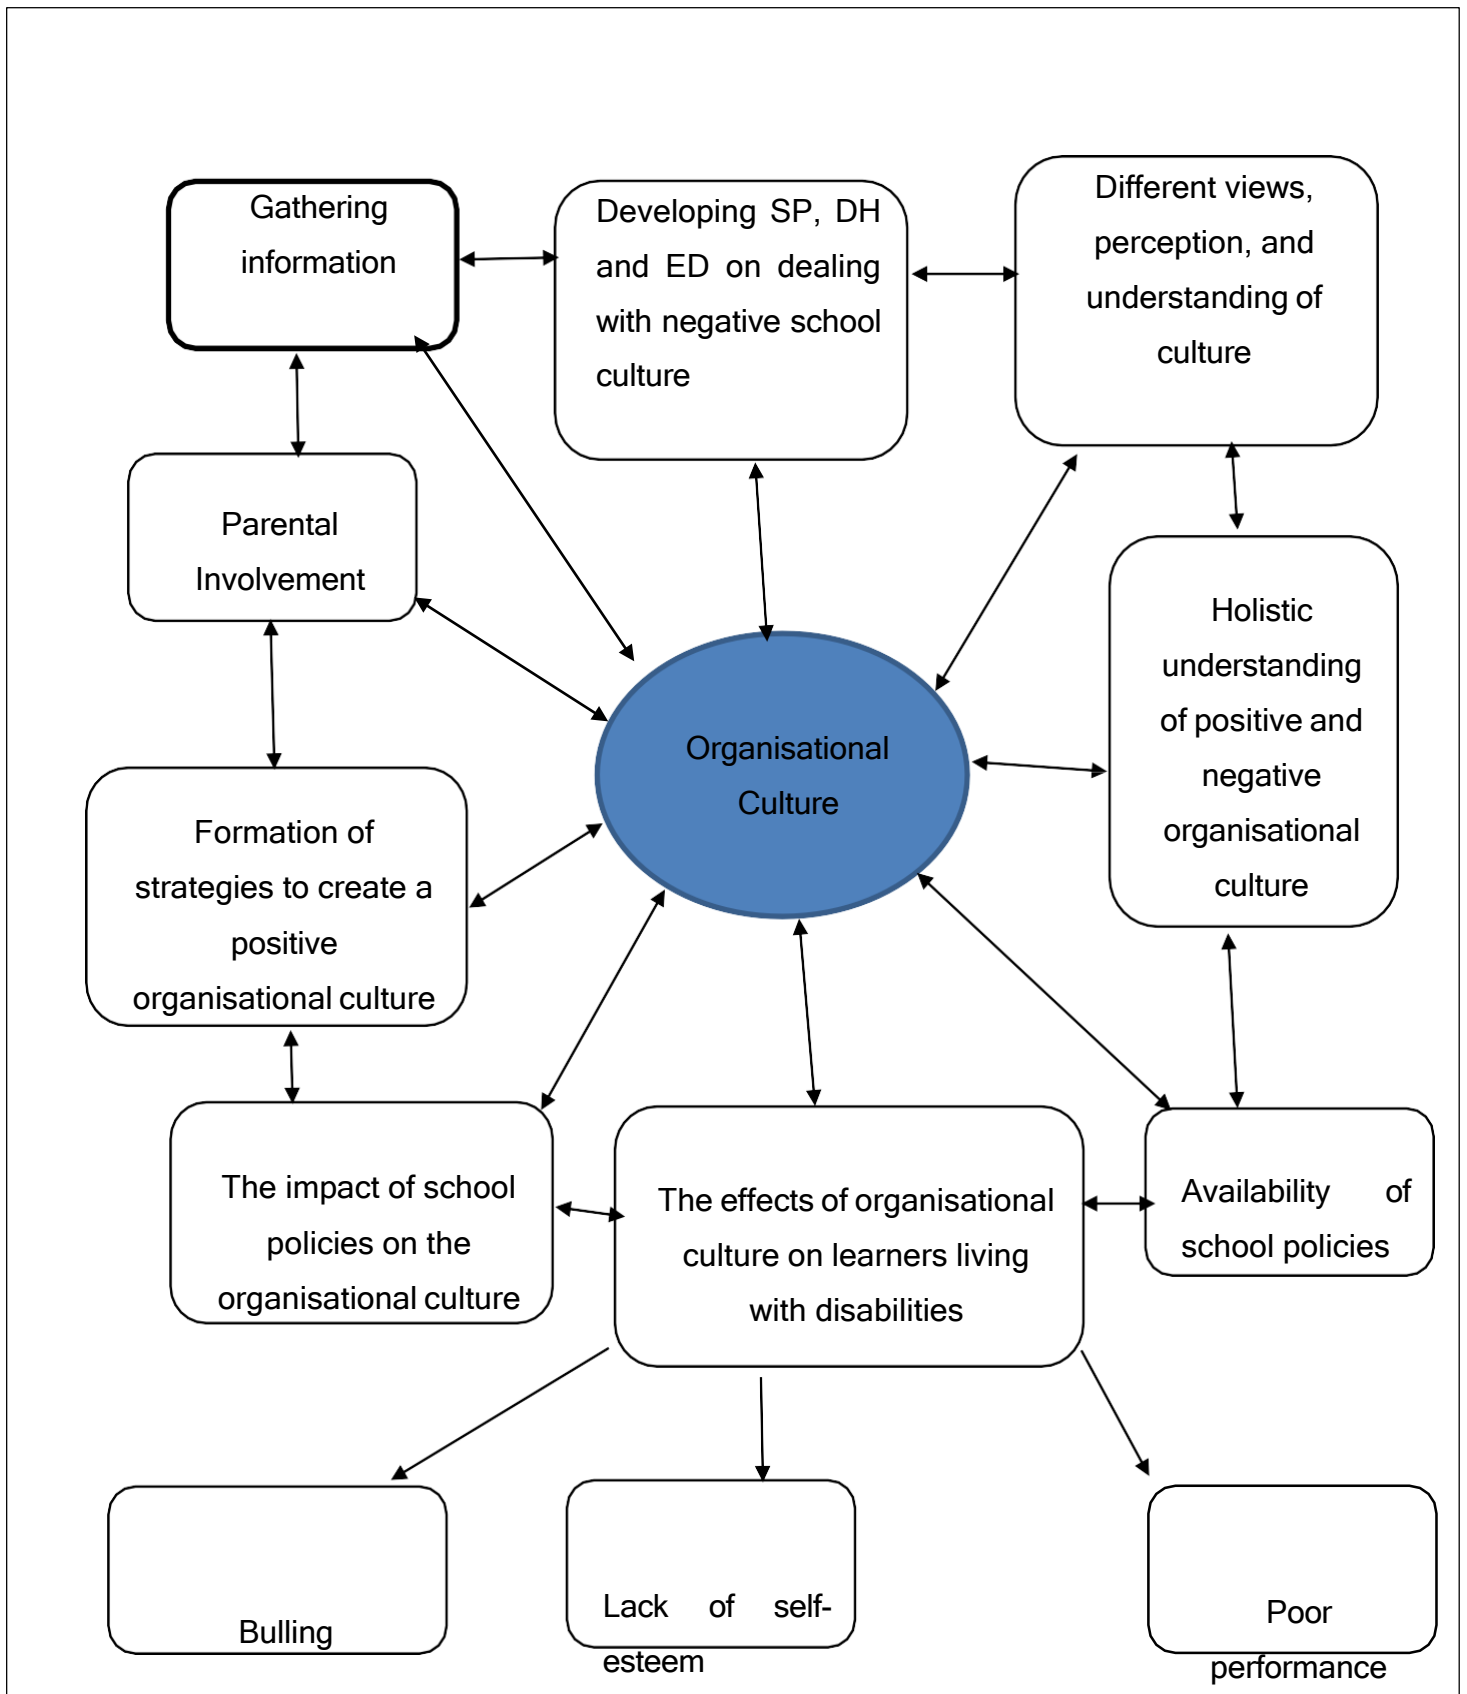 Gathering
information
Developing SP, DH
and ED on dealing
with negative school
culture
Different views,
perception, and
understanding of
culture
Parental
Involvement
Holistic
understanding
of positive and
negative
organisational
culture
Organisational
Culture
Formation of
strategies to create a
positive
organisational culture
The impact of school
policies on the
organisational culture
The effects of organisational
culture on learners living
with disabilities
Availability of
school policies
Bulling
Lack of self-
esteem
Poor
performance